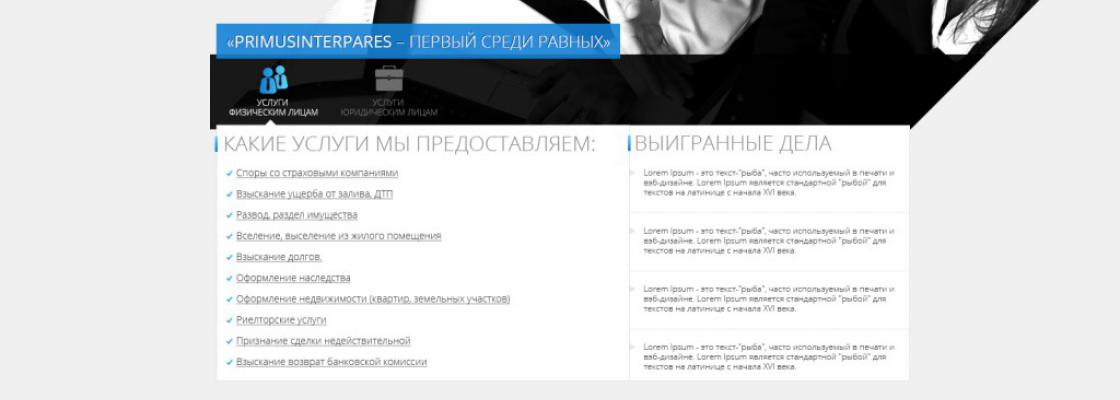 «PRIMUSINTERPARES – ПЕРВЫЙ СРЕДИ РАВНЫХ»
УСЛУГИ
ФИЗИЧЕСКИМ ЛИЦАМ
УСЛУГИ
ЮРИДИЧЕСКИМ ЛИЦАМ
КАКИЕ УСЛУГИ МЫ ПРЕДОСТАВЛЯЕМ:
Споры со страховыми компаниями
Взыскание ущерба от залива, ДТП
Развод, раздел имущества
Вселение, выселение из жилого помещения
Взыскание долгов.
Оформление наследства
Оформление недвижимости (квартир, земельных участков)
Риелторские услуги
Признание сделки недействительной
Взыскание возврат банковской комиссии
ВЫИГРАННЫЕ ДЕЛА
Lorem Ipsum - это текст-"рыба", часто используемый в печати и
вэб-дизайне. Lorem Ipsum является стандартной "рыбой" для
текстов на латинице с начала XVI века.
Lorem Ipsum - это текст-"рыба", часто используемый в печати и
вэб-дизайне. Lorem Ipsum является стандартной "рыбой" для
текстов на латинице с начала XVI века.
Lorem Ipsum - это текст-"рыба", часто используемый в печати и
вэб-дизайне. Lorem Ipsum является стандартной "рыбой" для
текстов на латинице с начала XVI века.
Lorem Ipsum - это текст-"рыба", часто используемый в печати и
вэб-дизайне. Lorem Ipsum является стандартной "рыбой" для
текстов на латинице с начала XVI века.